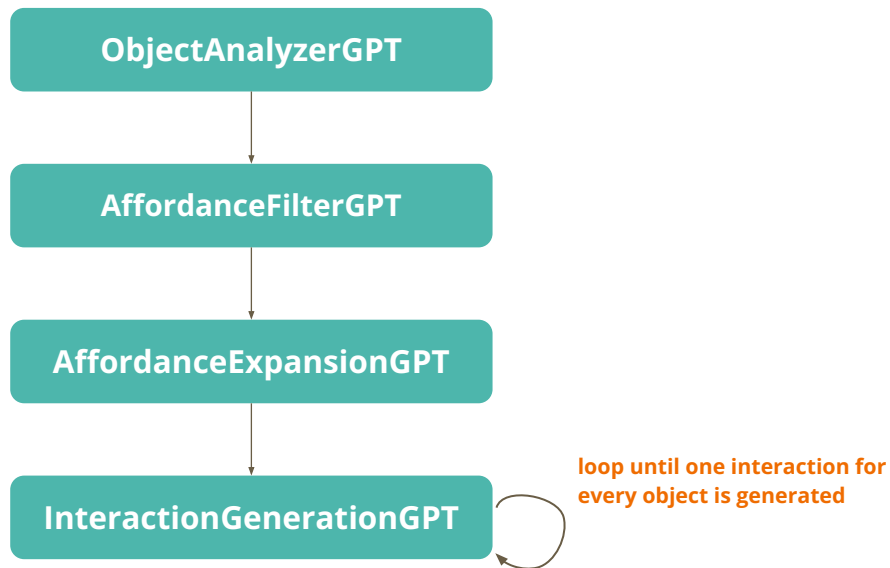 ObjectAnalyzerGPT
AffordanceFilterGPT
AffordanceExpansionGPT
loop until one interaction for
every object is generated
InteractionGenerationGPT